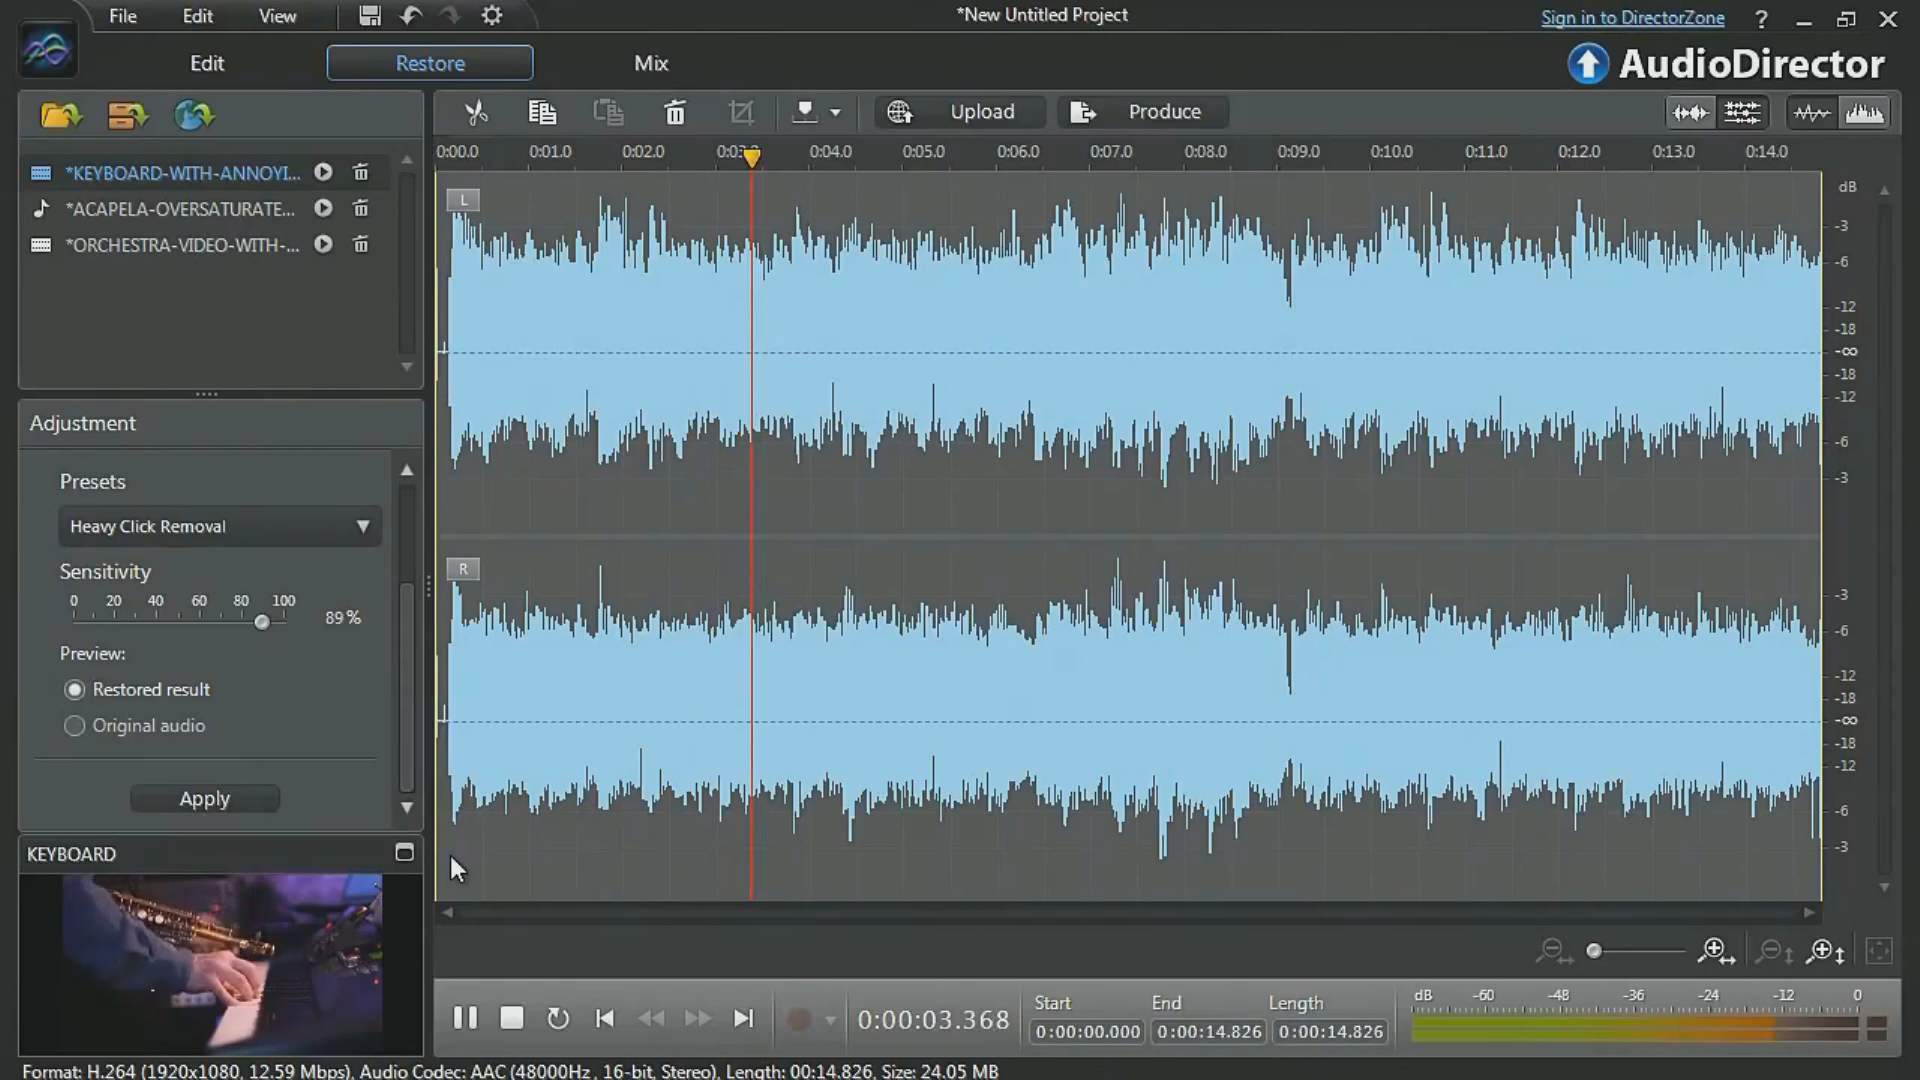 File Edit View
*New Untitled Project
Sign in to DirectorZone ?
Edit Restore Mix
AudioDirector
Upload Produce
*KEYBOARD-WITH-ANNOYI...
*ACAPELA-OVERSATURATE...
*ORCHESTRA-VIDEO-WITH-...
0:00.0 0:01.0 0:02.0 0:03.0 0:04.0 0:05.0 0:06.0 0:07.0 0:08.0 0:09.0 0:10.0 0:11.0 0:12.0 0:13.0 0:14.0
L
dB
-3
-6
-12
-18
-∞
-18
-12
-6
-3
R
-3
-6
-12
-18
-∞
-18
-12
-6
-3
Adjustment
Presets
Heavy Click Removal
Sensitivity
0 20 40 60 80 100
89 %
Preview:
Restored result
Original audio
Apply
KEYBOARD
0:00:03.368
Start End Length
0:00:00.000 0:00:14.826 0:00:14.826
dB -60 -48 -36 -24 -12 0
Format: H.264 (1920x1080, 12.59 Mbps), Audio Codec: AAC (48000Hz , 16-bit, Stereo), Length: 00:14.826, Size: 24.05 MB